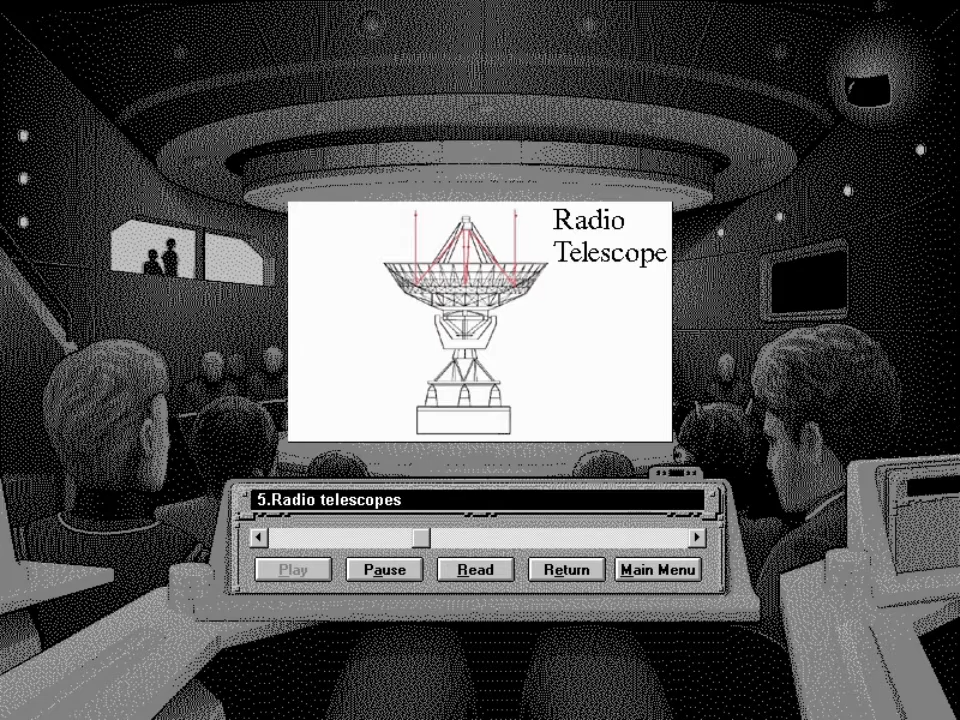 Radio
Telescope
5.Radio telescopes
Play
Pause
Read
Return
Main Menu